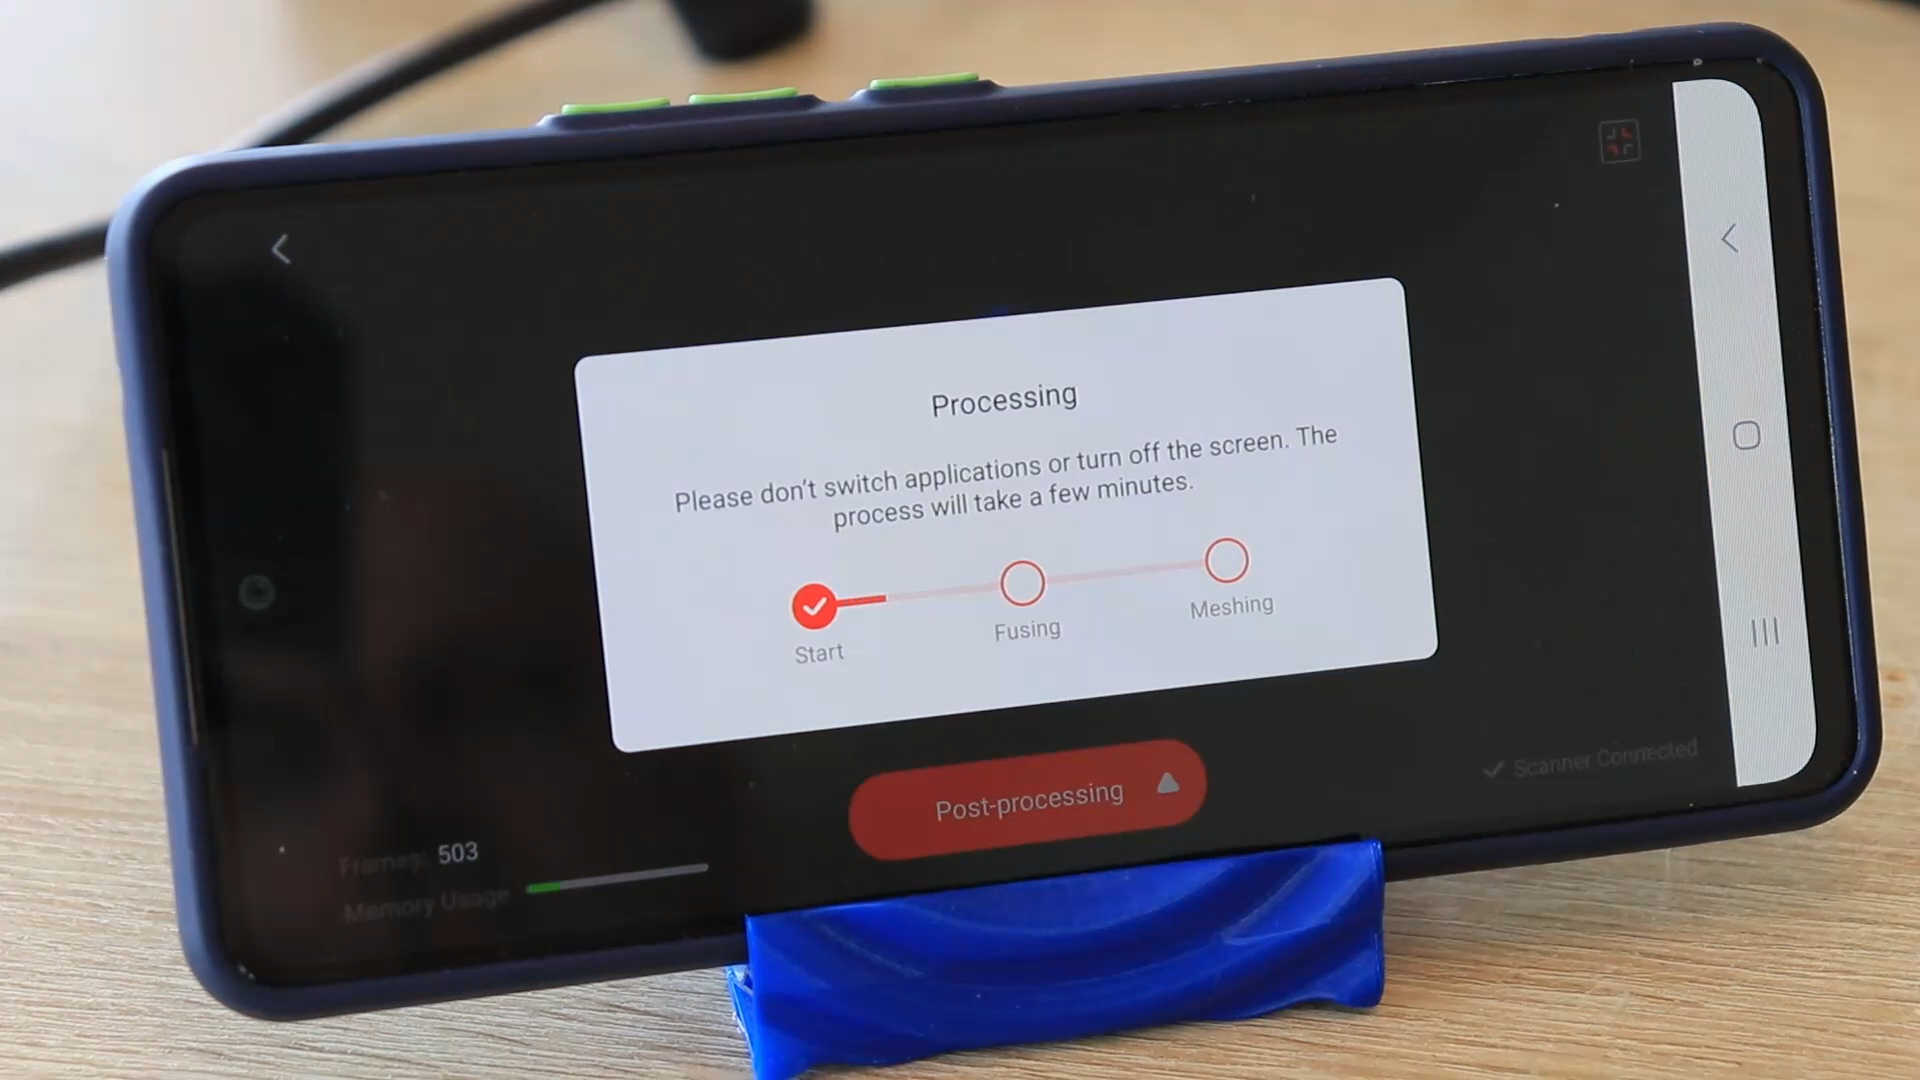 Processing
Please don't switch applications or turn off the screen. The
process will take a few minutes.
Start
Fusing
Meshing
Post-processing
Scanner Connected
Frames: 503
Memory Usage